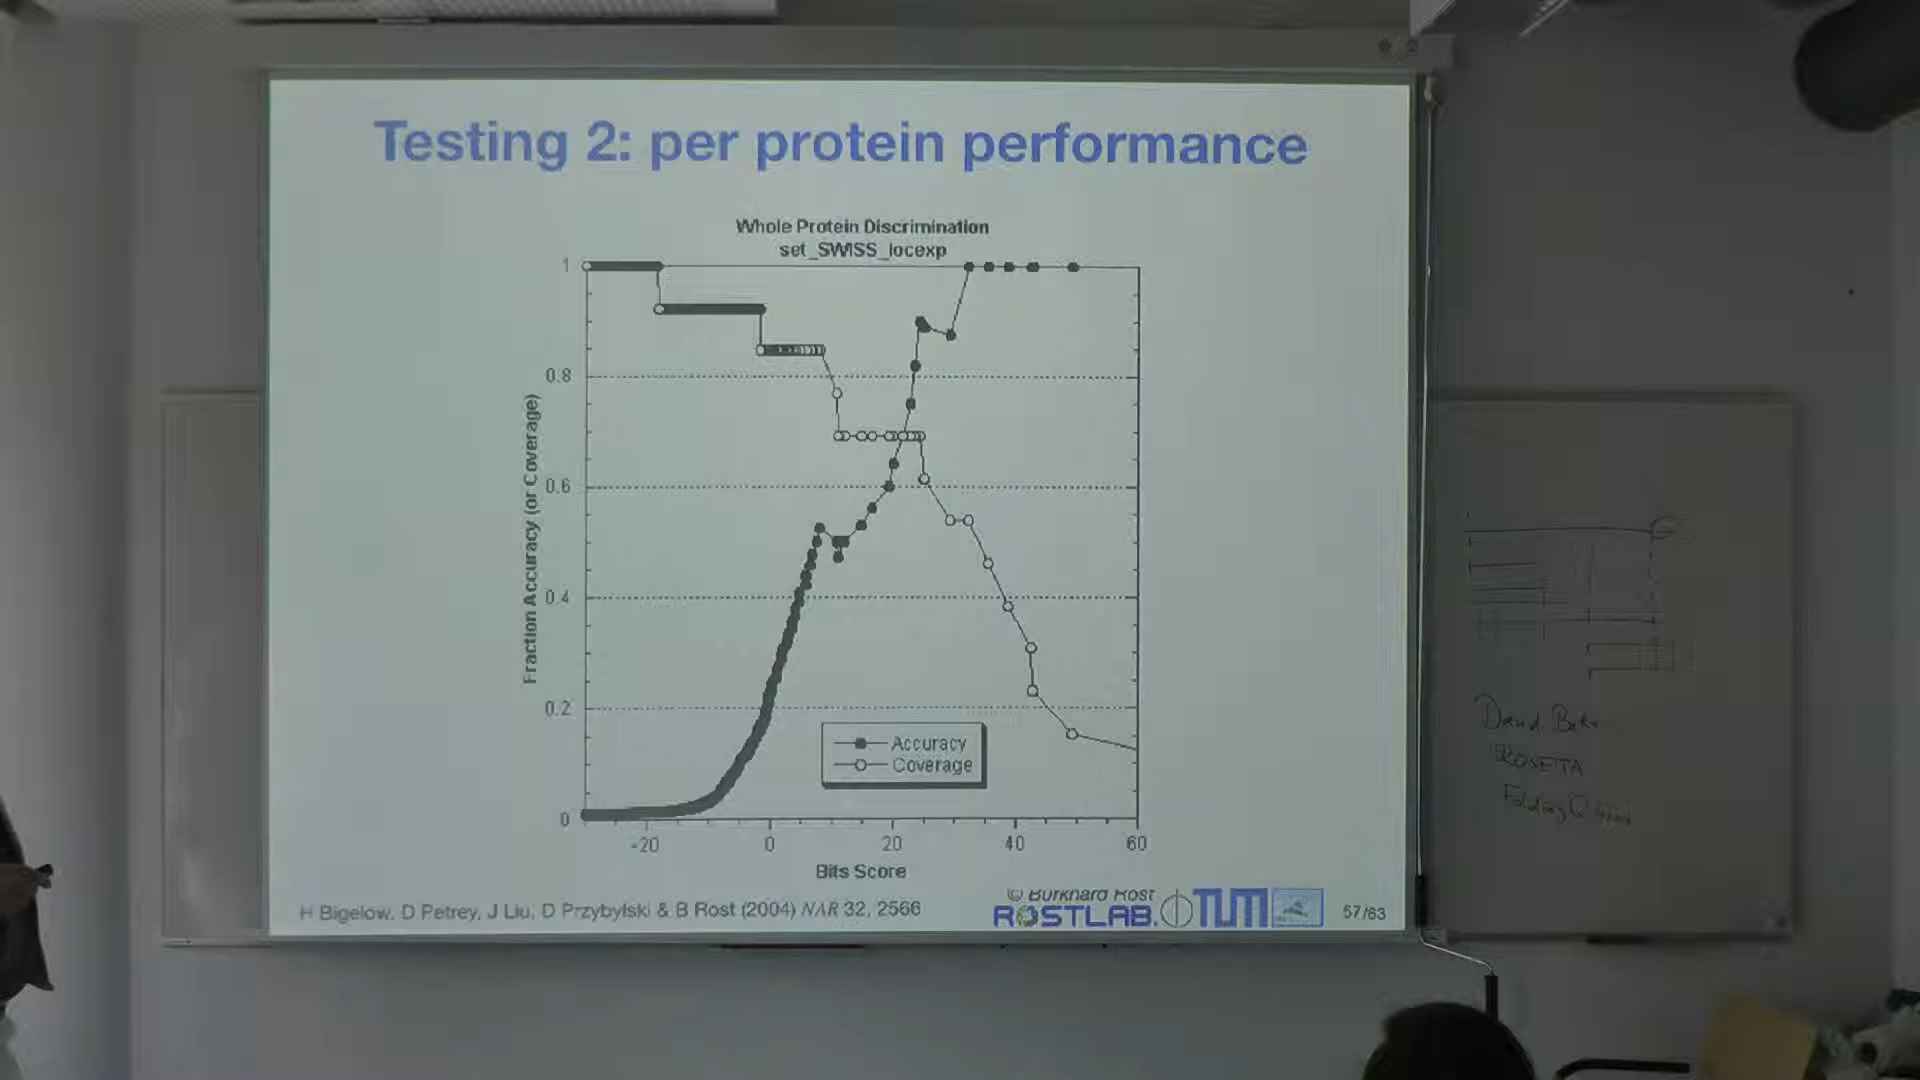 Testing 2: per protein performance
Whole Protein Discrimination
set_SWISS_locexp
Fraction Accuracy (or Coverage)
1
0.8
0.6
0.4
0.2
0
-20 0 20 40 60
Bits Score
Accuracy
Coverage
H Bigelow, D Petrey, J Liu, D Przybylski & B Rost (2004) NAR 32, 2566
© Burkhard Rost
ROSTLAB. TUM
57/63
David
ROSETTA